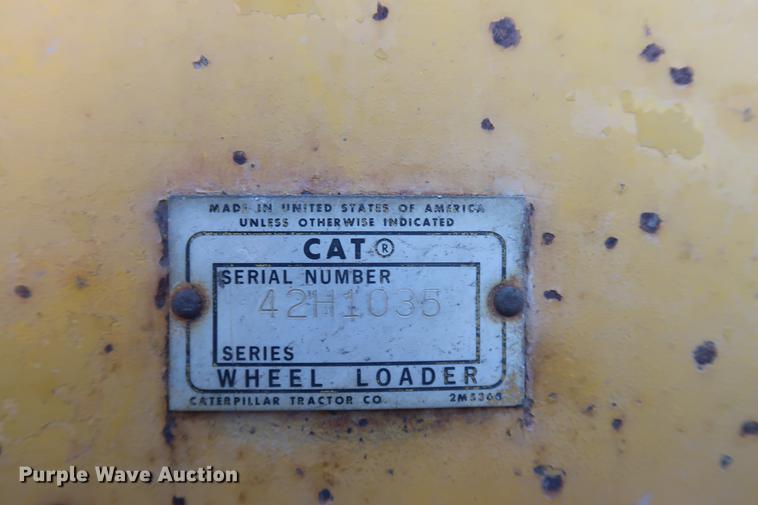 MADE IN UNITED STATES OF AMERICA
UNLESS OTHERWISE INDICATED
CAT®
SERIAL NUMBER
42H1035
SERIES
WHEEL LOADER
CATERPILLAR TRACTOR CO. 2M5366
Purple Wave Auction